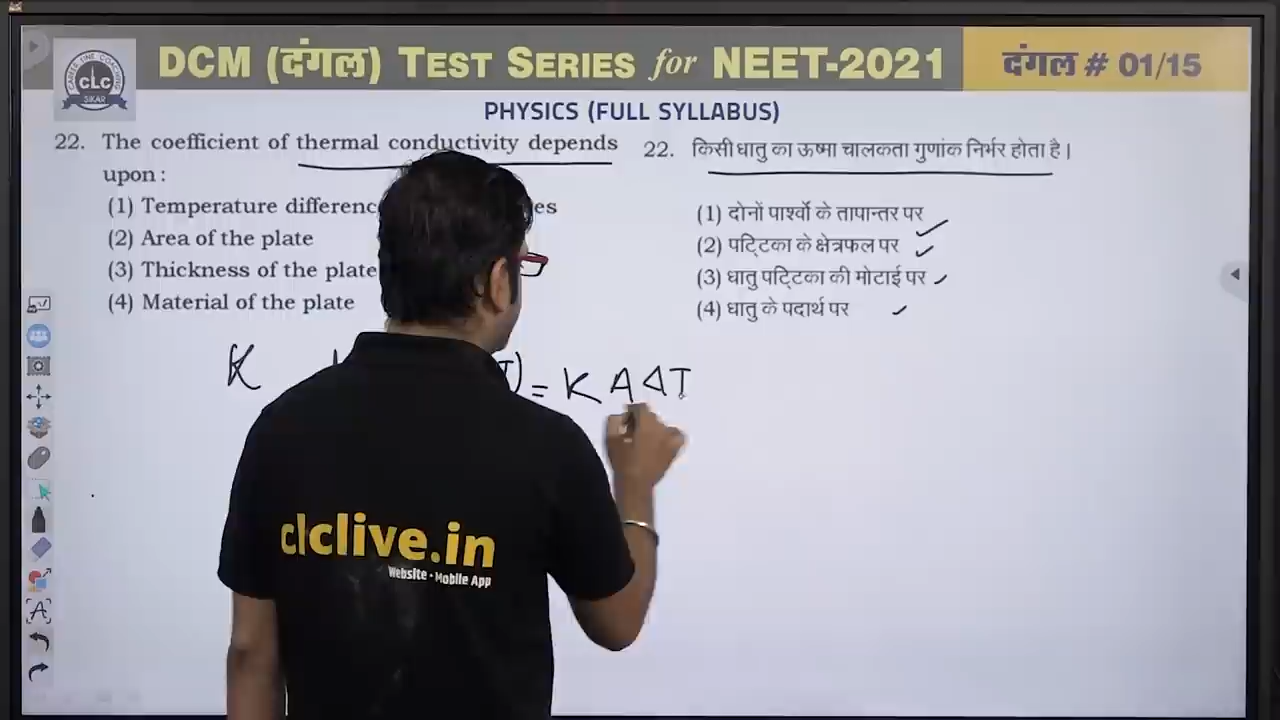 DCM (दंगल) TEST SERIES for NEET-2021
दंगल # 01/15
CLC
SIKAR
PHYSICS (FULL SYLLABUS)
22. The coefficient of thermal conductivity depends
upon :
(1) Temperature
(2) Area of the plate
(3) Thickness of the plate
(4) Material of the plate
22. किसी धातु का ऊष्मा चालकता गुणांक निर्भर होता है।
(1) दोनों पार्श्वो के तापान्तर पर
(2) पट्टिका के क्षेत्रफल पर
(3) धातु पट्टिका की मोटाई पर
(4) धातु के पदार्थ पर
K
= K A ΔT
clclive.in
Website • Mobile App